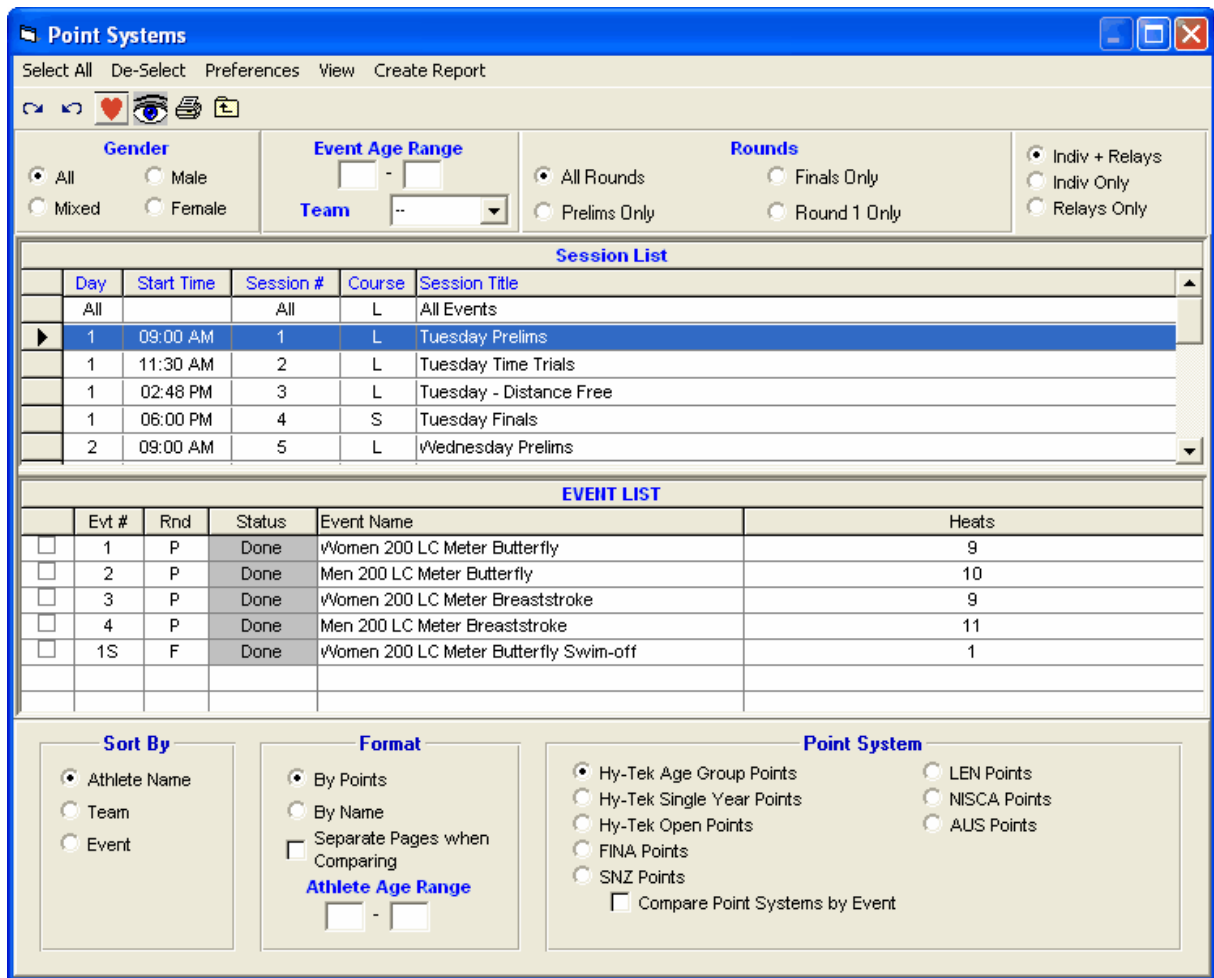 Point Systems
Select All De-Select Preferences View Create Report
Gender
All Male
Mixed Female
Event Age Range
-
Team --
Rounds
All Rounds Finals Only
Prelims Only Round 1 Only
Indiv + Relays
Indiv Only
Relays Only
Session List
Day Start Time Session # Course Session Title
All All L All Events
1 09:00 AM 1 L Tuesday Prelims
1 11:30 AM 2 L Tuesday Time Trials
1 02:48 PM 3 L Tuesday - Distance Free
1 06:00 PM 4 S Tuesday Finals
2 09:00 AM 5 L Wednesday Prelims
EVENT LIST
Evt # Rnd Status Event Name Heats
1 P Done Women 200 LC Meter Butterfly 9
2 P Done Men 200 LC Meter Butterfly 10
3 P Done Women 200 LC Meter Breaststroke 9
4 P Done Men 200 LC Meter Breaststroke 11
1S F Done Women 200 LC Meter Butterfly Swim-off 1
Sort By
Athlete Name
Team
Event
Format
By Points
By Name
Separate Pages when
Comparing
Athlete Age Range
-
Point System
Hy-Tek Age Group Points LEN Points
Hy-Tek Single Year Points NISCA Points
Hy-Tek Open Points AUS Points
FINA Points
SNZ Points
Compare Point Systems by Event